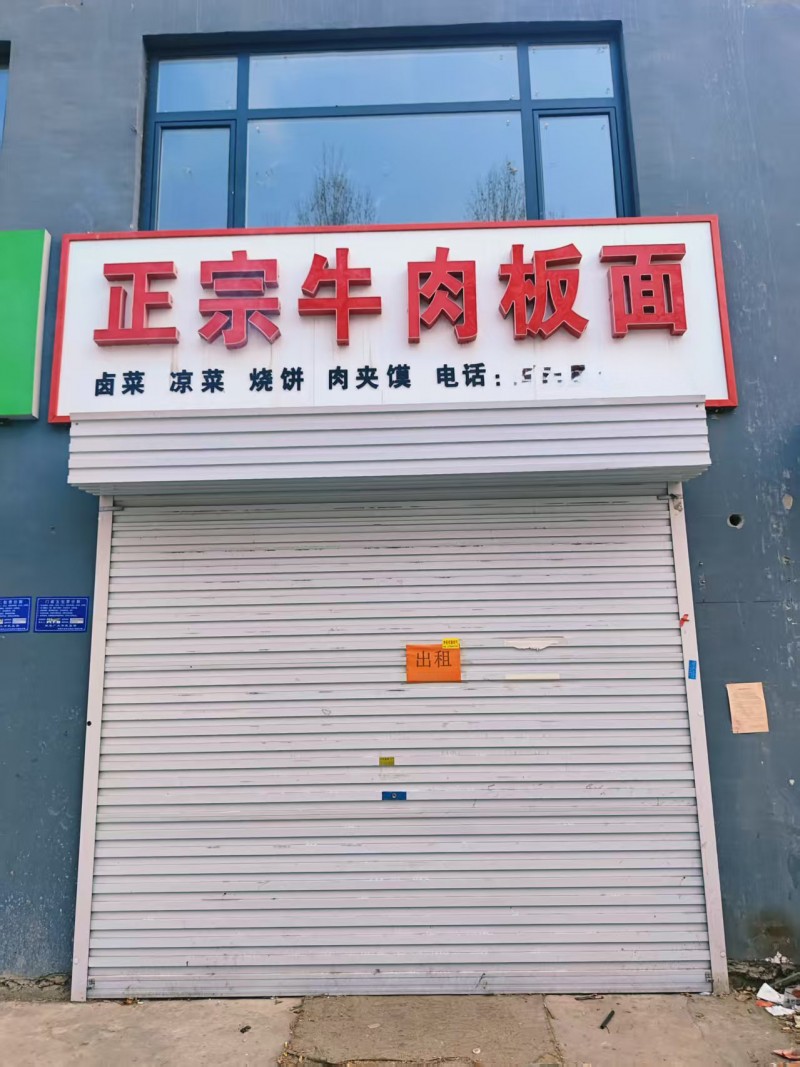 正宗牛肉板面
卤菜 凉菜 烧饼 肉夹馍 电话:
出租